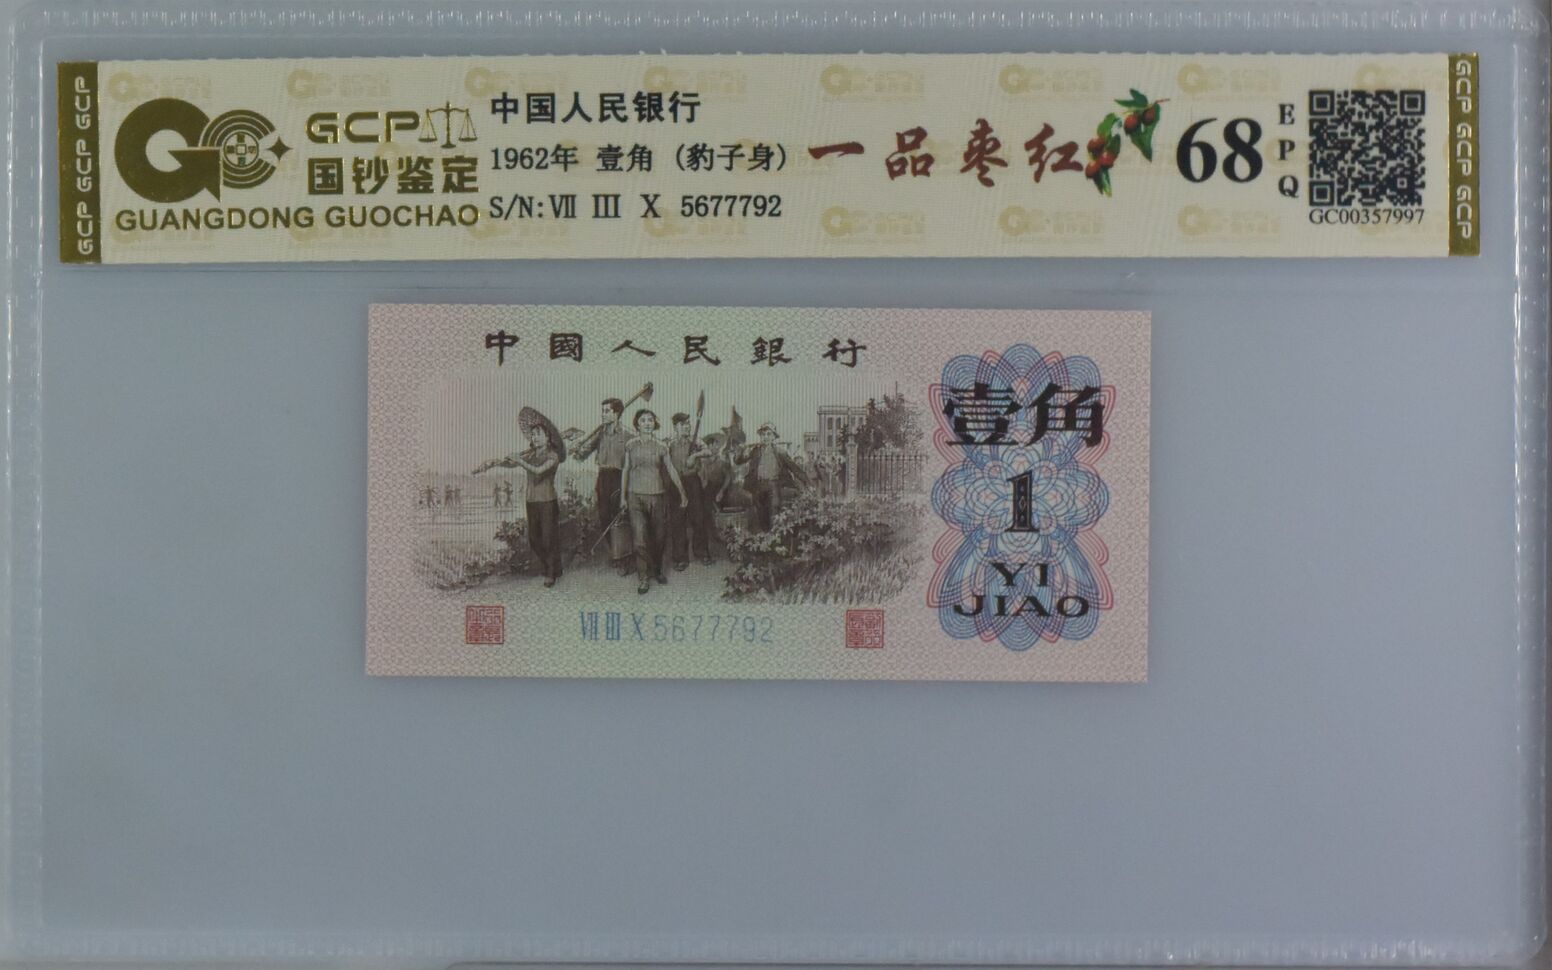 GCP GCP GCP
GCP
国钞鉴定
GUANGDONG GUOCHAO
中国人民银行
1962年 壹角 (豹子身)
S/N: Ⅶ Ⅲ Ⅹ 5677792
一品枣红
68
EPQ
GC00357997
GCP GCP GCP
中國人民銀行
壹角
1
YI
JIAO
Ⅶ Ⅲ Ⅹ 5677792